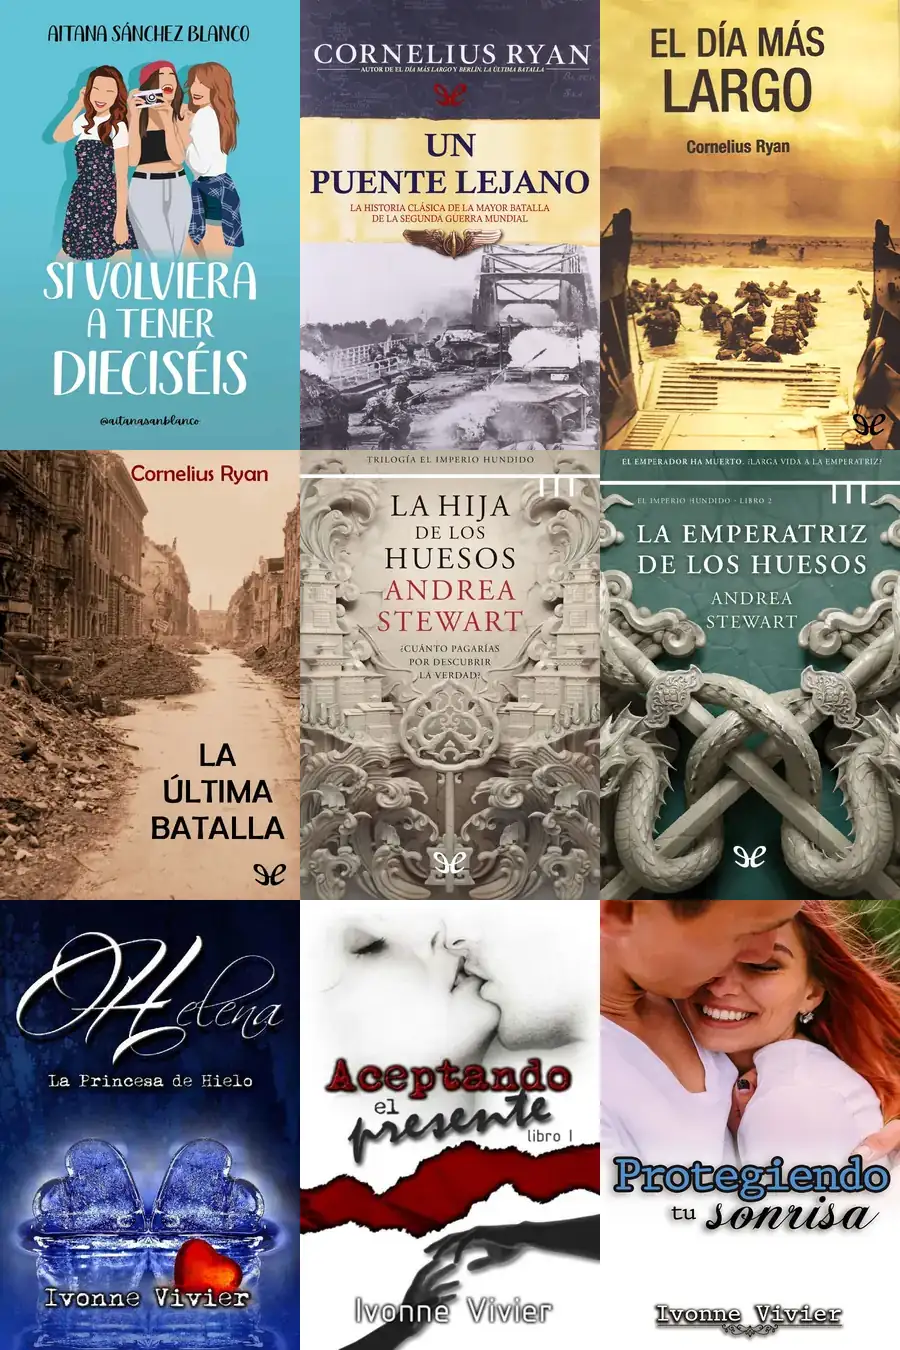 AITANA SÁNCHEZ BLANCO
SI VOLVIERA
A TENER
DIECISÉIS
@aitanasanblanco
CORNELIUS RYAN
AUTOR DE EL DÍA MÁS LARGO Y BERLÍN. LA ÚLTIMA BATALLA
UN
PUENTE LEJANO
LA HISTORIA CLÁSICA DE LA MAYOR BATALLA
DE LA SEGUNDA GUERRA MUNDIAL
EL DÍA MÁS
LARGO
Cornelius Ryan
Cornelius Ryan
LA
ÚLTIMA
BATALLA
TRILOGÍA EL IMPERIO HUNDIDO
LA HIJA
DE LOS
HUESOS
ANDREA
STEWART
¿CUÁNTO PAGARÍAS
POR DESCUBRIR
LA VERDAD?
EL EMPERADOR HA MUERTO. ¡LARGA VIDA A LA EMPERATRIZ!
EL IMPERIO HUNDIDO - LIBRO 2
LA EMPERATRIZ
DE LOS HUESOS
ANDREA
STEWART
Helena
La Princesa de Hielo
Ivonne Vivier
Aceptando
el
presente
libro I
Ivonne Vivier
Protegiendo
tu sonrisa
Ivonne Vivier